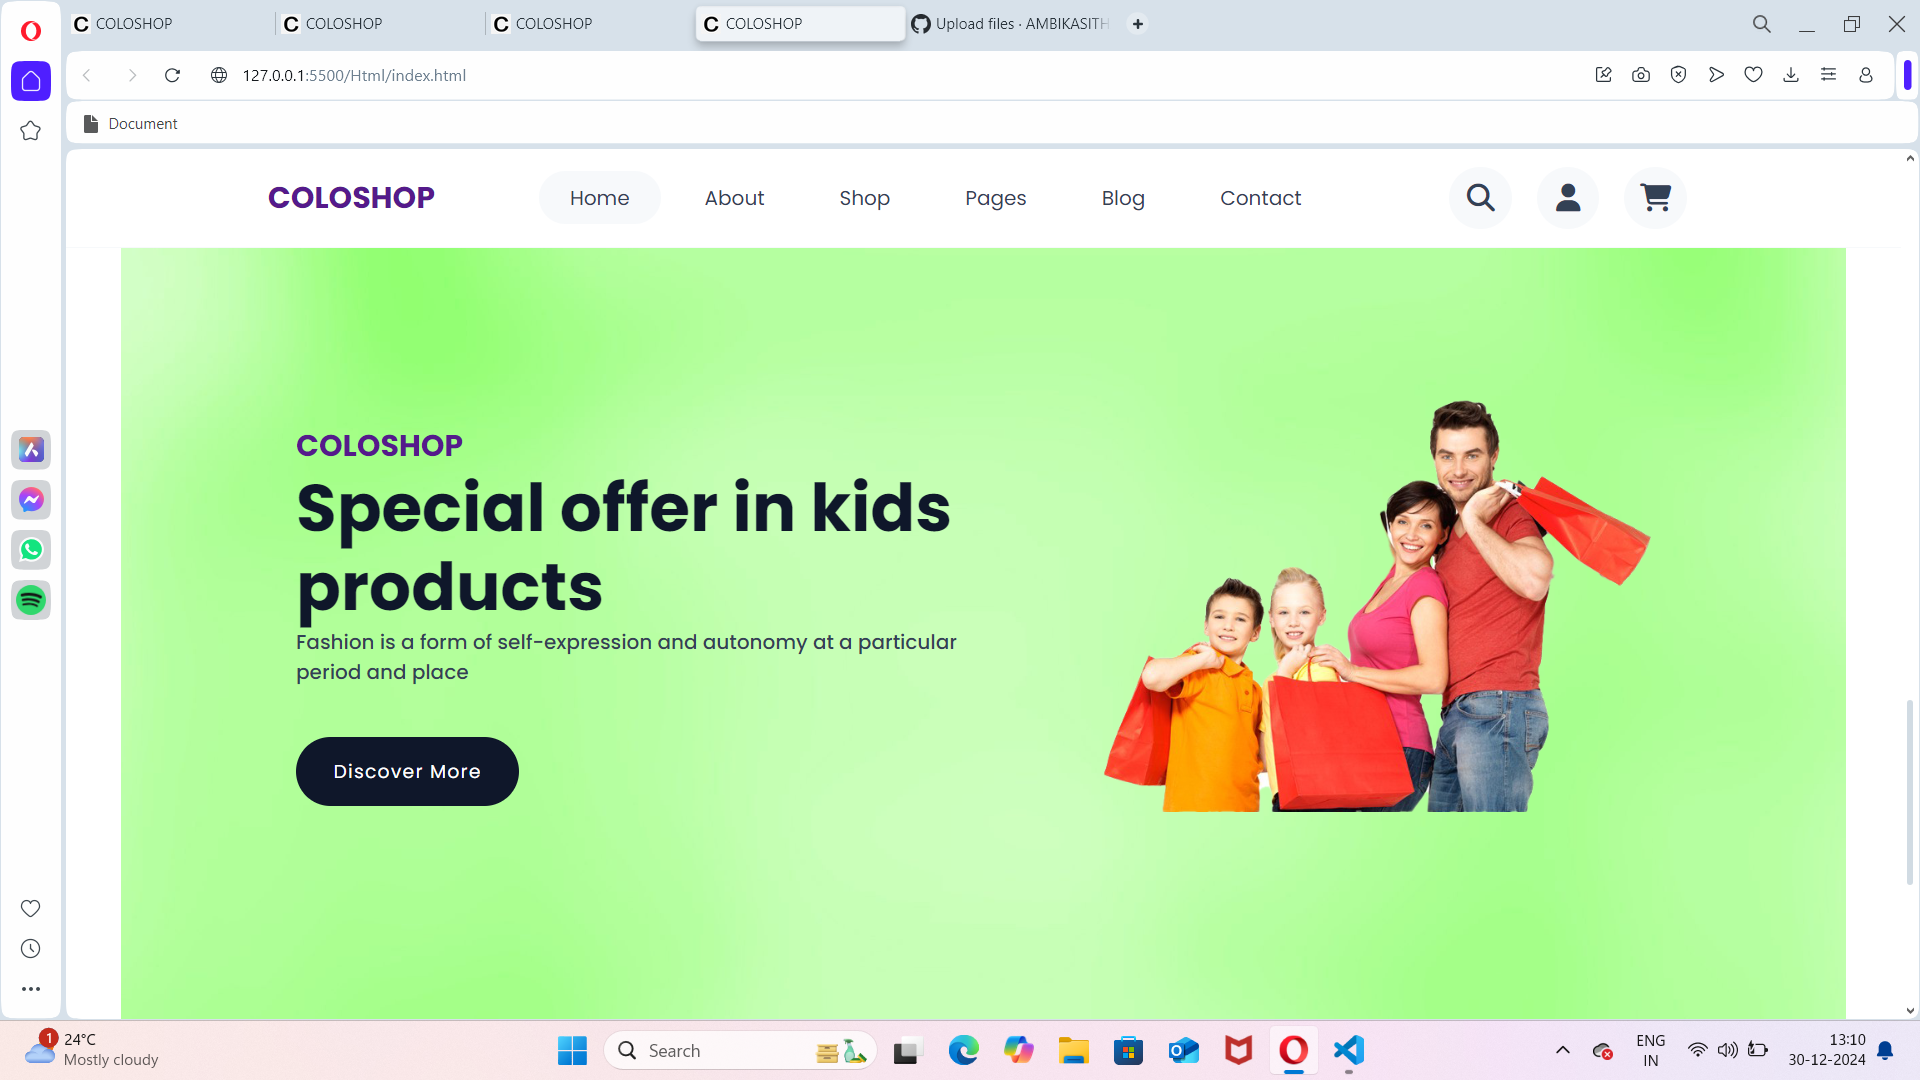 COLOSHOP
COLOSHOP
COLOSHOP
COLOSHOP
Upload files · AMBIKASITH
127.0.0.1:5500/Html/index.html
Document
COLOSHOP
Home
About
Shop
Pages
Blog
Contact
COLOSHOP
Special offer in kids
products
Fashion is a form of self-expression and autonomy at a particular
period and place
Discover More
1
24°C
Mostly cloudy
Search
ENG
IN
13:10
30-12-2024